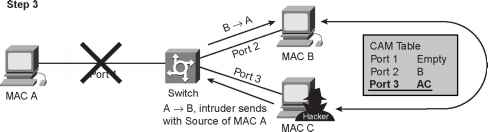 Step 3
B → A
Port 2
MAC B
CAM Table
Port 1 Empty
Port 2 B
Port 3 AC
Port 1
MAC A
Switch
Port 3
A → B, intruder sends
with Source of MAC A
Hacker
MAC C